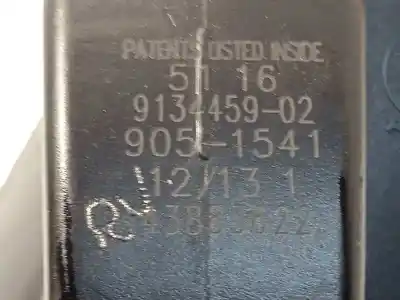 PATENTS LISTED INSIDE
51 16
9134459-02
905-1541
12/13 1